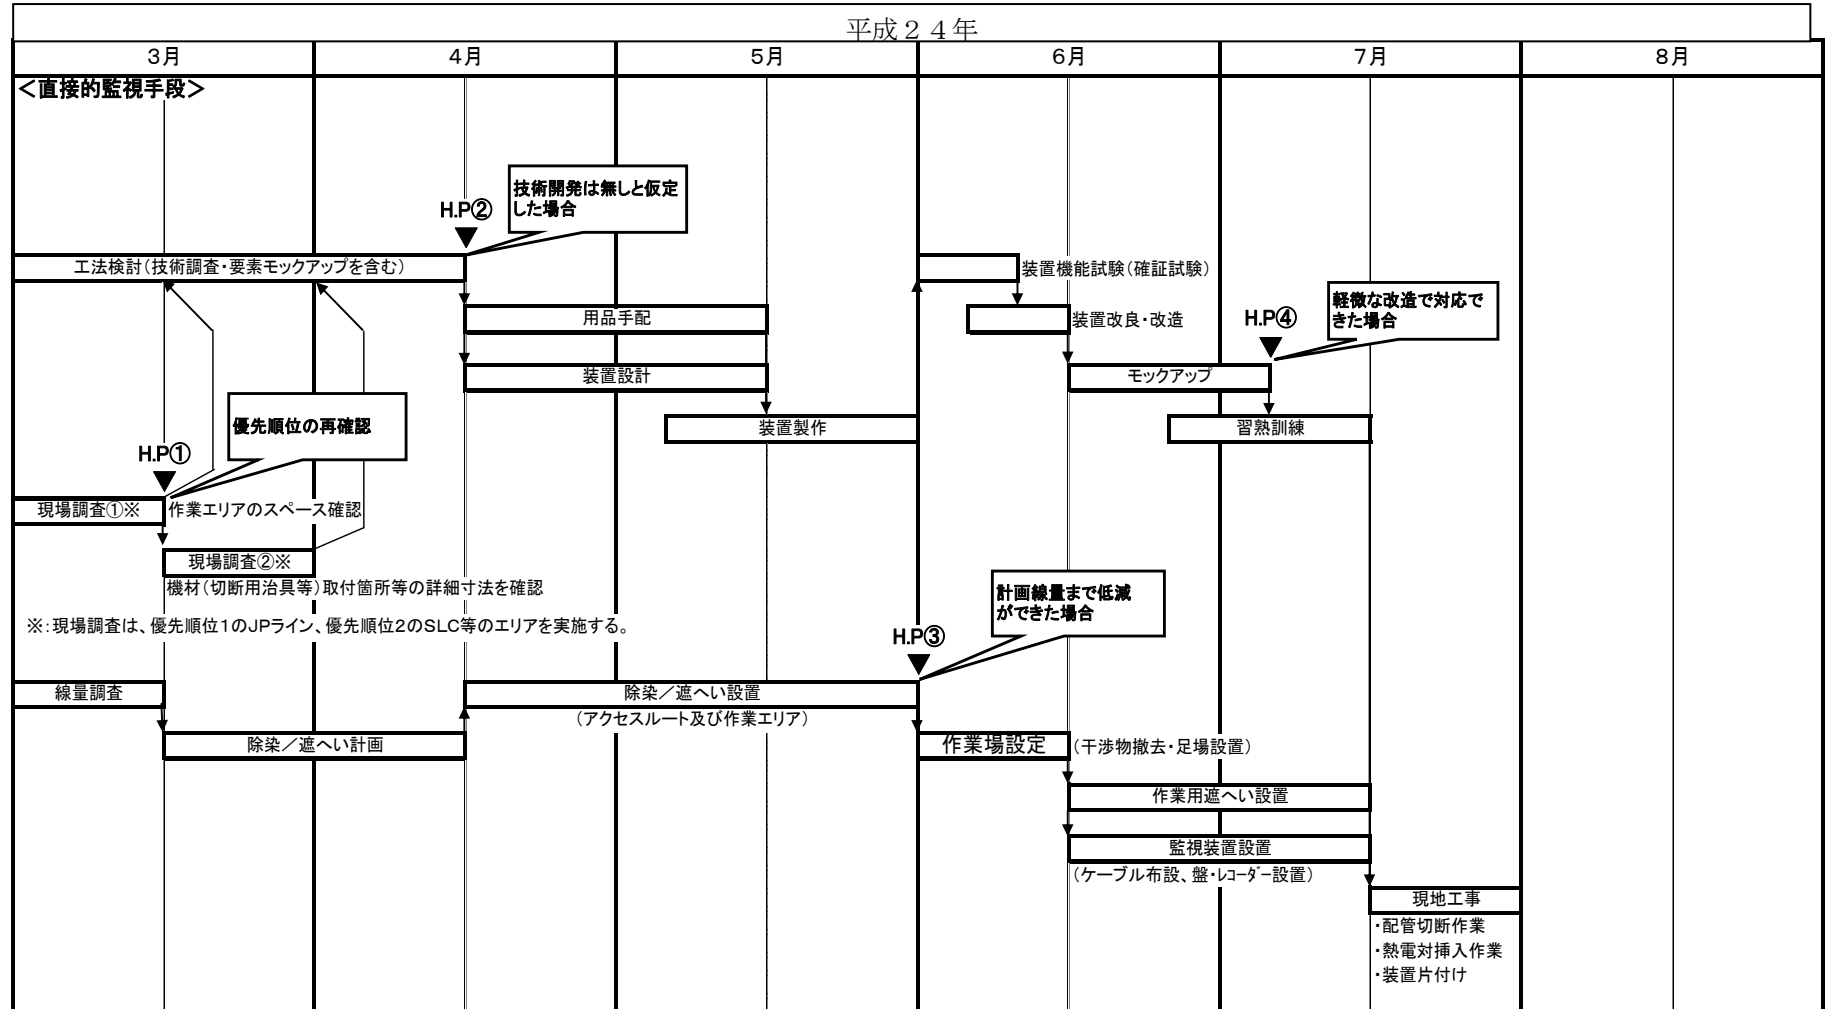 平成２４年
3月
4月
5月
6月
7月
8月
＜直接的監視手段＞
技術開発は無しと仮定
した場合
H.P②
工法検討（技術調査・要素モックアップを含む）
装置機能試験（確証試験）
用品手配
装置改良・改造
H.P④
軽微な改造で対応で
きた場合
装置設計
モックアップ
優先順位の再確認
装置製作
習熟訓練
H.P①
現場調査①※
作業エリアのスペース確認
現場調査②※
機材（切断用治具等）取付箇所等の詳細寸法を確認
※：現場調査は、優先順位1のJPライン、優先順位2のSLC等のエリアを実施する。
計画線量まで低減
ができた場合
H.P③
線量調査
除染／遮へい設置
（アクセスルート及び作業エリア）
除染／遮へい計画
作業場設定
（干渉物撤去・足場設置）
作業用遮へい設置
監視装置設置
（ケーブル布設、盤・ﾚｺｰﾀﾞｰ設置）
現地工事
・配管切断作業
・熱電対挿入作業
・装置片付け